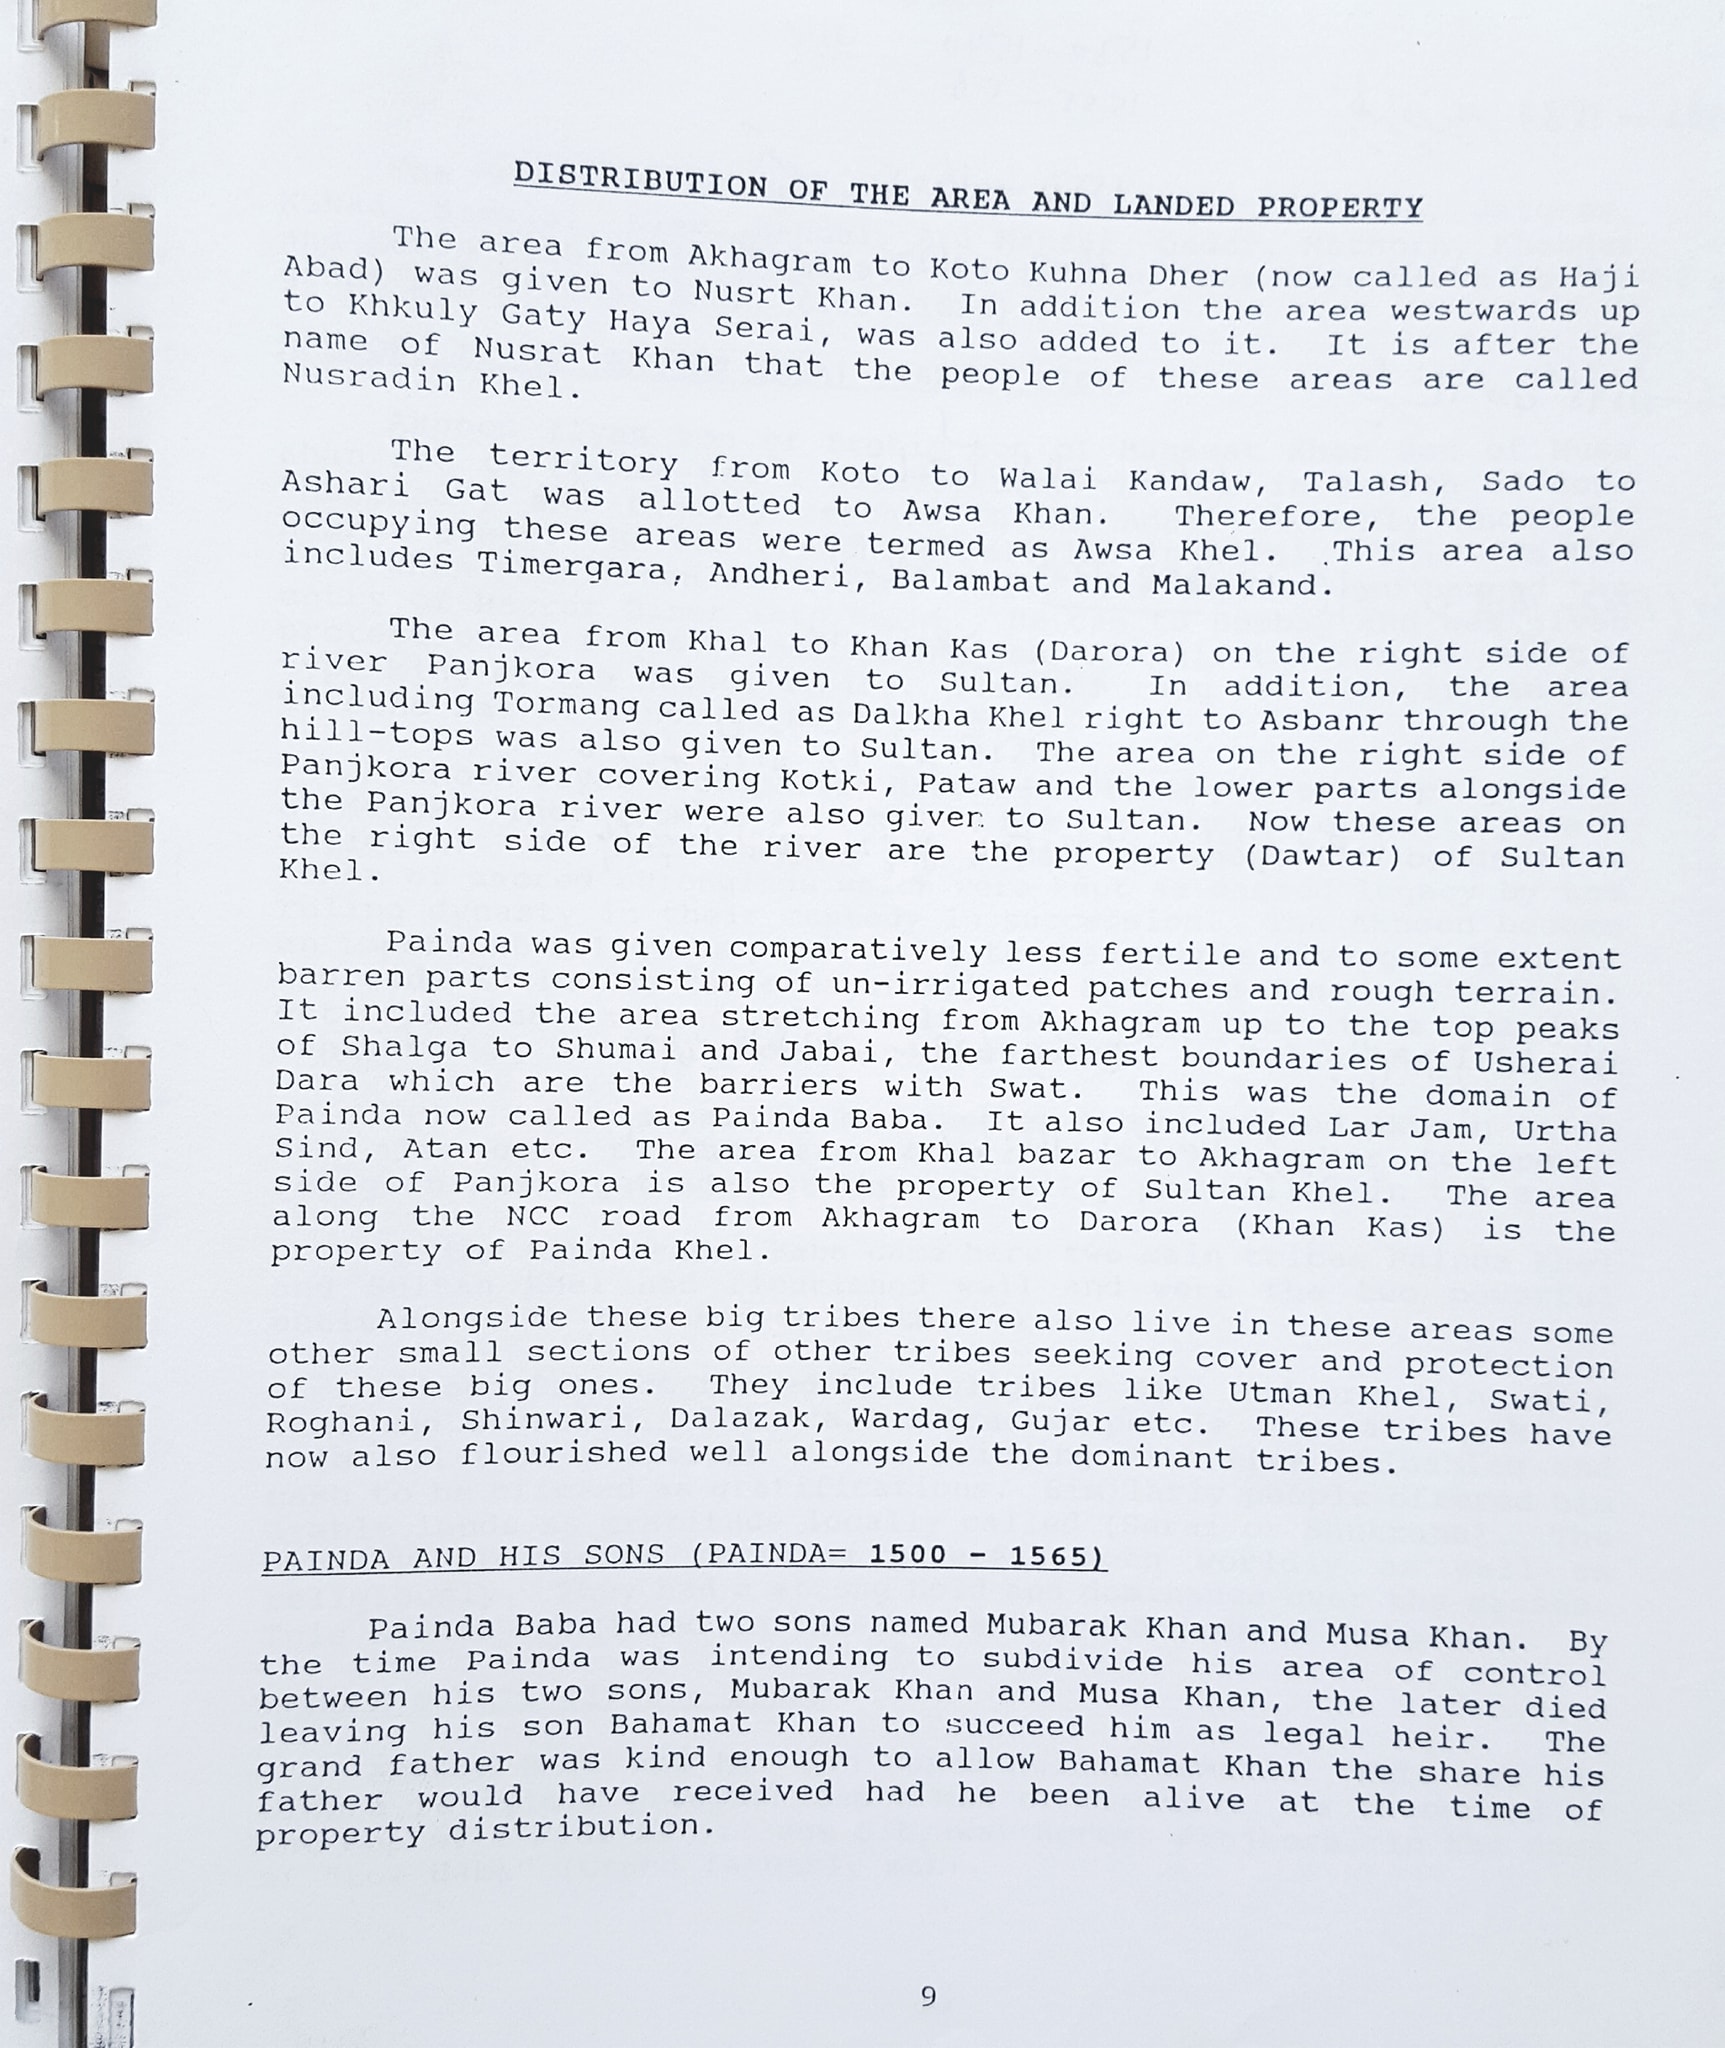 DISTRIBUTION OF THE AREA AND LANDED PROPERTY
The area from Akhagram to Koto Kuhna Dher (now called as Haji
Abad) was given to Nusrt Khan. In addition the area westwards up
to Khkuly Gaty Haya Serai, was also added to it. It is after the
name of Nusrat Khan that the people of these areas are called
Nusradin Khel.
The territory from Koto to Walai Kandaw, Talash, Sado to
Ashari Gat was allotted to Awsa Khan. Therefore, the people
occupying these areas were termed as Awsa Khel. This area also
includes Timergara, Andheri, Balambat and Malakand.
The area from Khal to Khan Kas (Darora) on the right side of
river Panjkora was given to Sultan. In addition, the area
including Tormang called as Dalkha Khel right to Asbanr through the
hill-tops was also given to Sultan. The area on the right side of
Panjkora river covering Kotki, Pataw and the lower parts alongside
the Panjkora river were also given to Sultan. Now these areas on
the right side of the river are the property (Dawtar) of Sultan
Khel.
Painda was given comparatively less fertile and to some extent
barren parts consisting of un-irrigated patches and rough terrain.
It included the area stretching from Akhagram up to the top peaks
of Shalga to Shumai and Jabai, the farthest boundaries of Usherai
Dara which are the barriers with Swat. This was the domain of
Painda now called as Painda Baba. It also included Lar Jam, Urtha
Sind, Atan etc. The area from Khal bazar to Akhagram on the left
side of Panjkora is also the property of Sultan Khel. The area
along the NCC road from Akhagram to Darora (Khan Kas) is the
property of Painda Khel.
Alongside these big tribes there also live in these areas some
other small sections of other tribes seeking cover and protection
of these big ones. They include tribes like Utman Khel, Swati,
Roghani, Shinwari, Dalazak, Wardag, Gujar etc. These tribes have
now also flourished well alongside the dominant tribes.
PAINDA AND HIS SONS (PAINDA= 1500 - 1565)
Painda Baba had two sons named Mubarak Khan and Musa Khan. By
the time Painda was intending to subdivide his area of control
between his two sons, Mubarak Khan and Musa Khan, the later died
leaving his son Bahamat Khan to succeed him as legal heir. The
grand father was kind enough to allow Bahamat Khan the share his
father would have received had he been alive at the time of
property distribution.
9